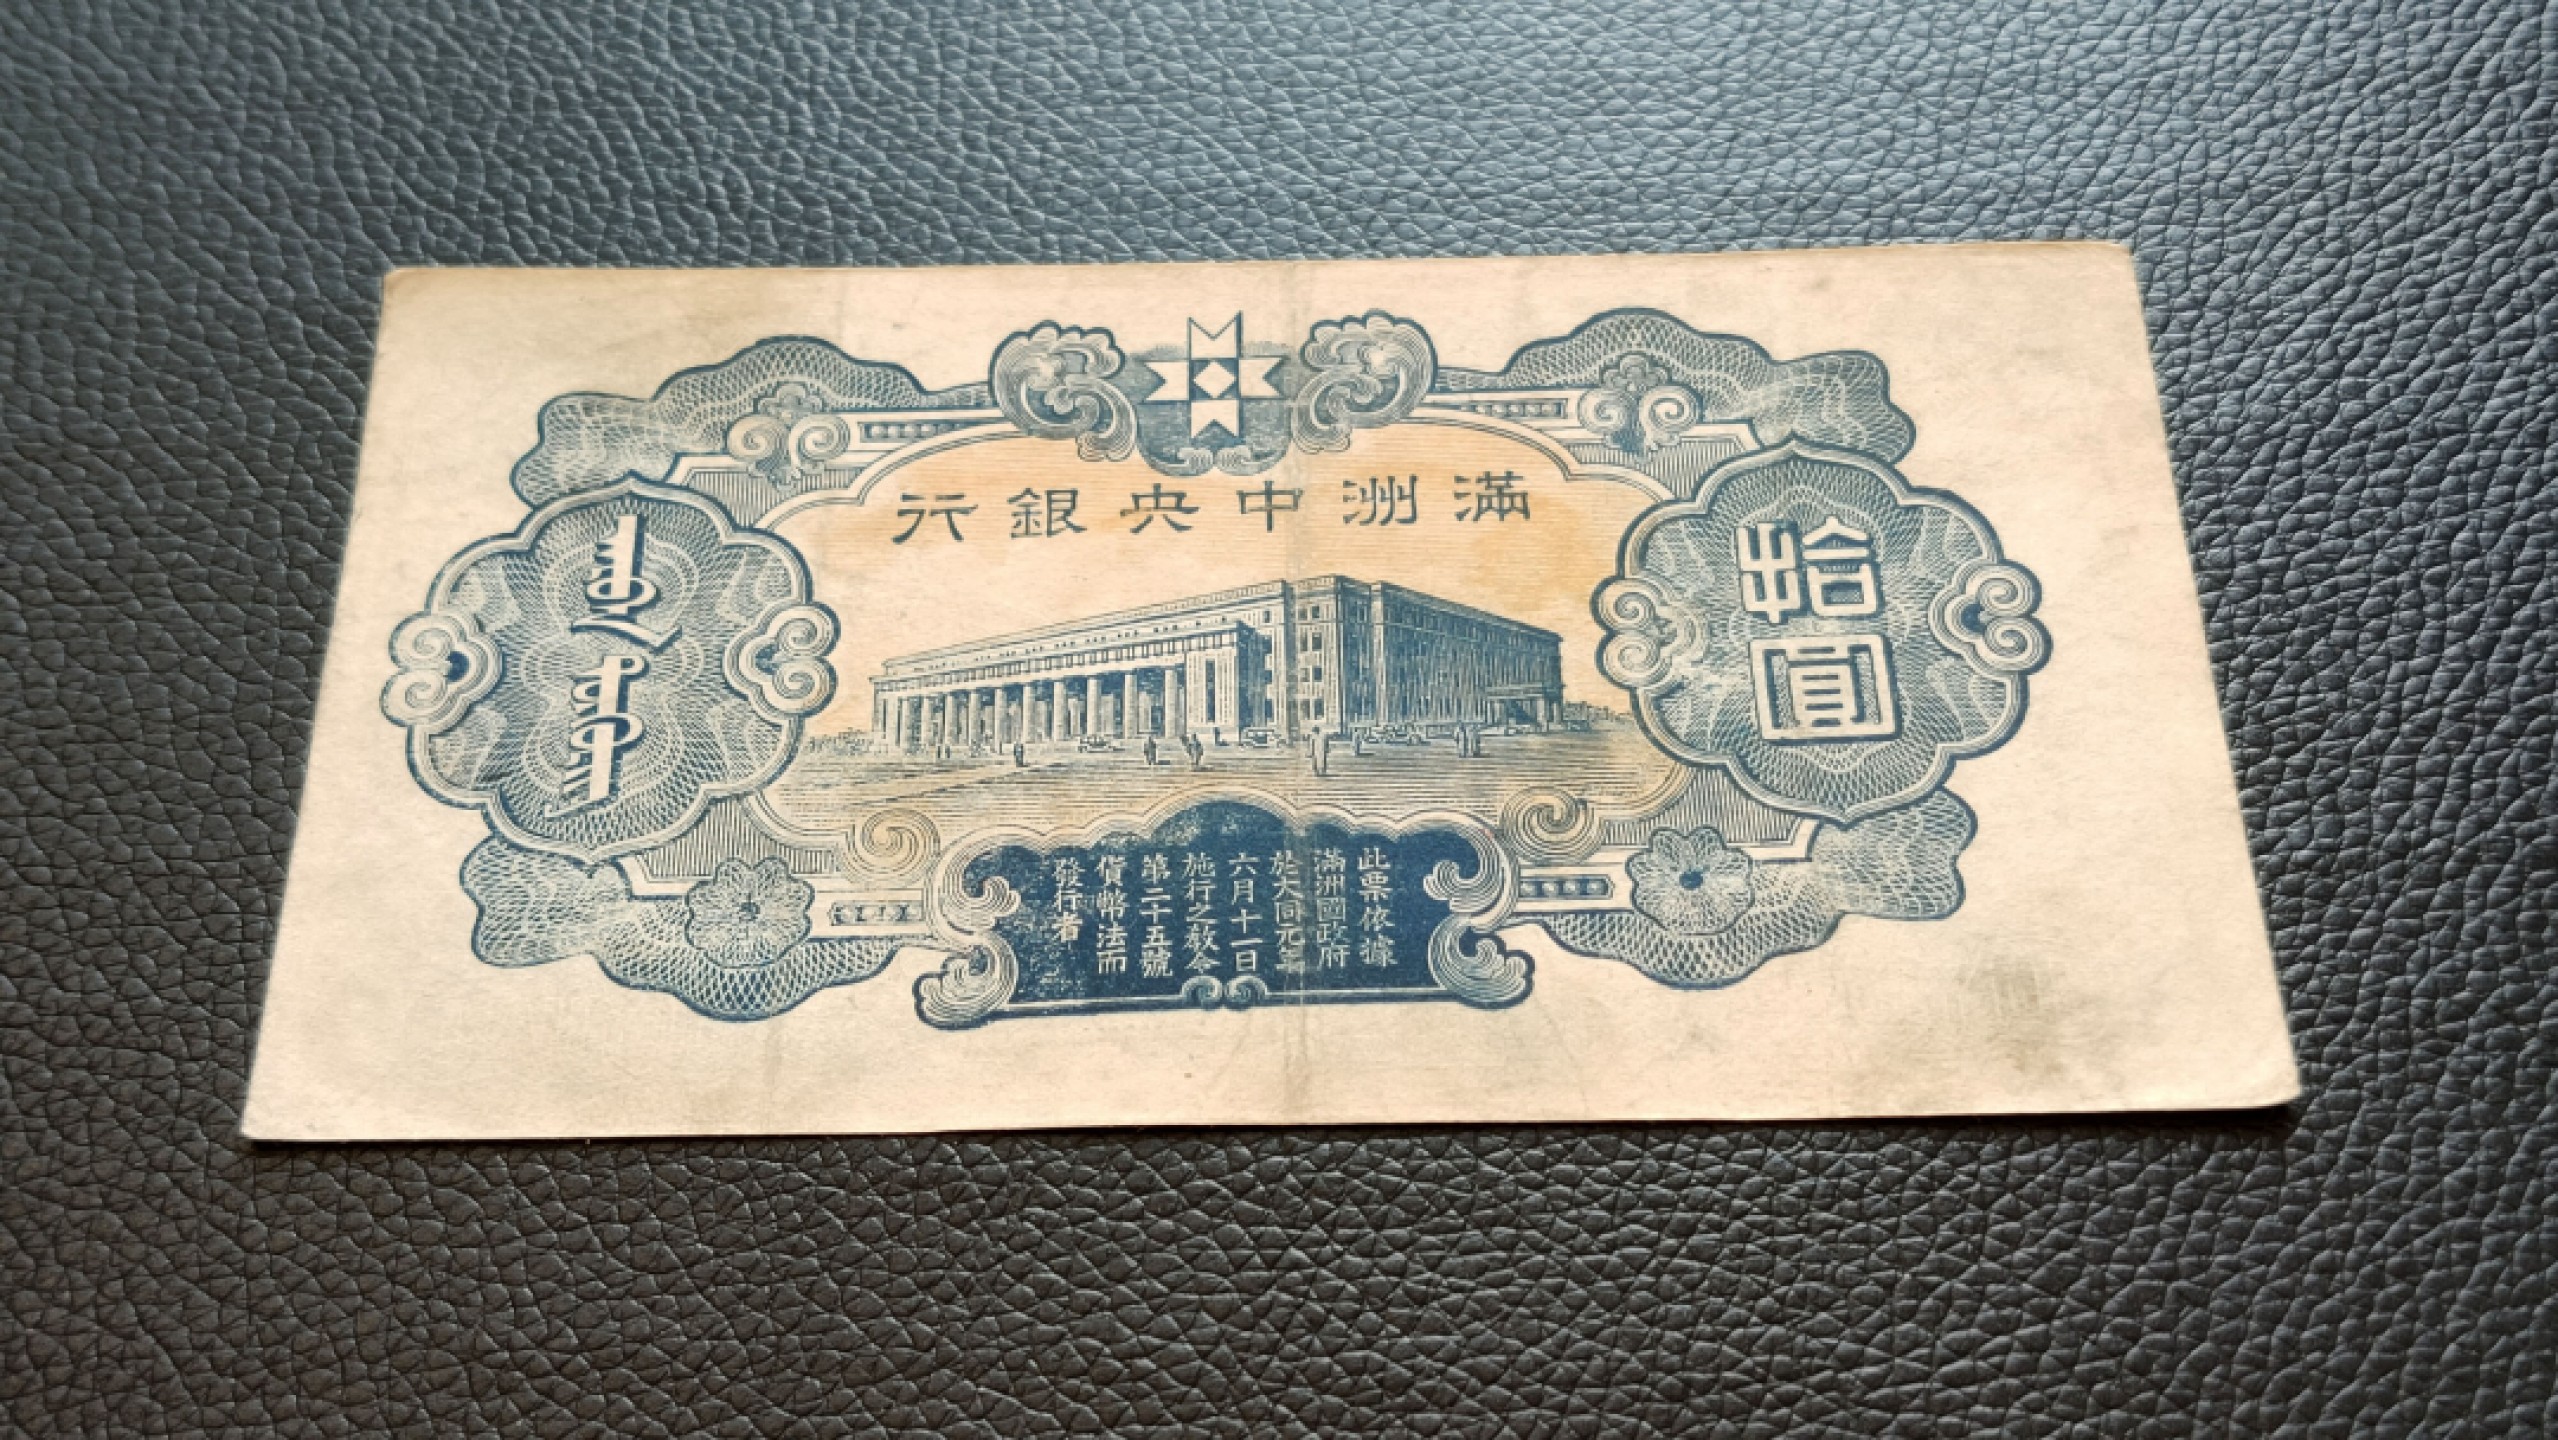 滿洲中央銀行
拾圓
此票依據
滿洲國政府
於大同元年
六月十一日
施行之教令
第二十五號
貨幣法而
發行者